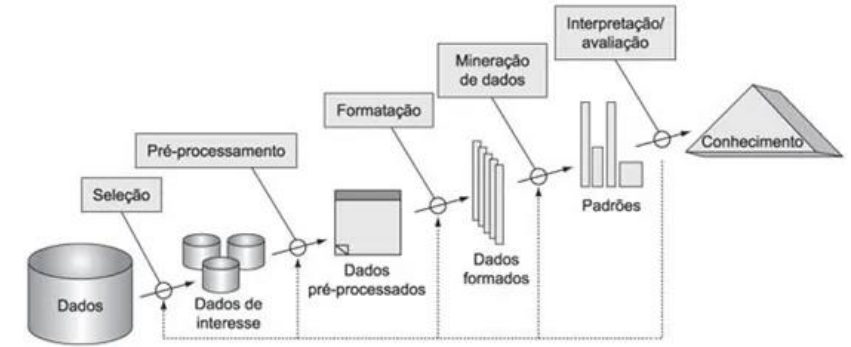 Interpretação/
avaliação
Mineração
de dados
Formatação
Conhecimento
Pré-processamento
Padrões
Seleção
Dados
formados
Dados
pré-processados
Dados de
interesse
Dados